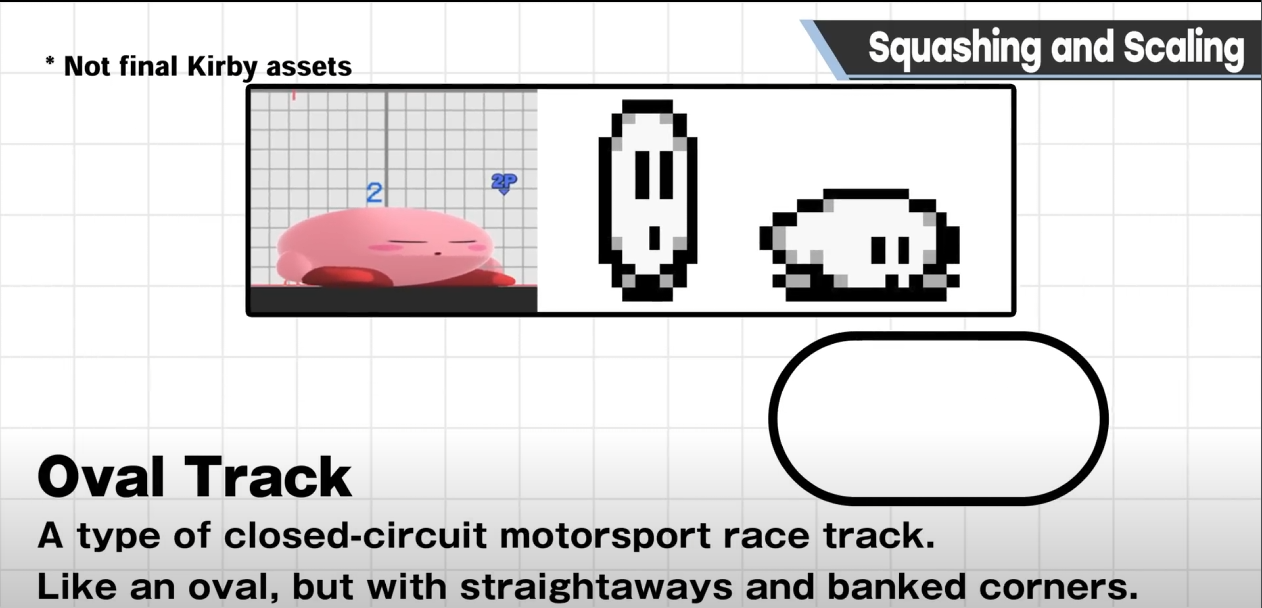 Squashing and Scaling
* Not final Kirby assets
2
2P
Oval Track
A type of closed-circuit motorsport race track.
Like an oval, but with straightaways and banked corners.